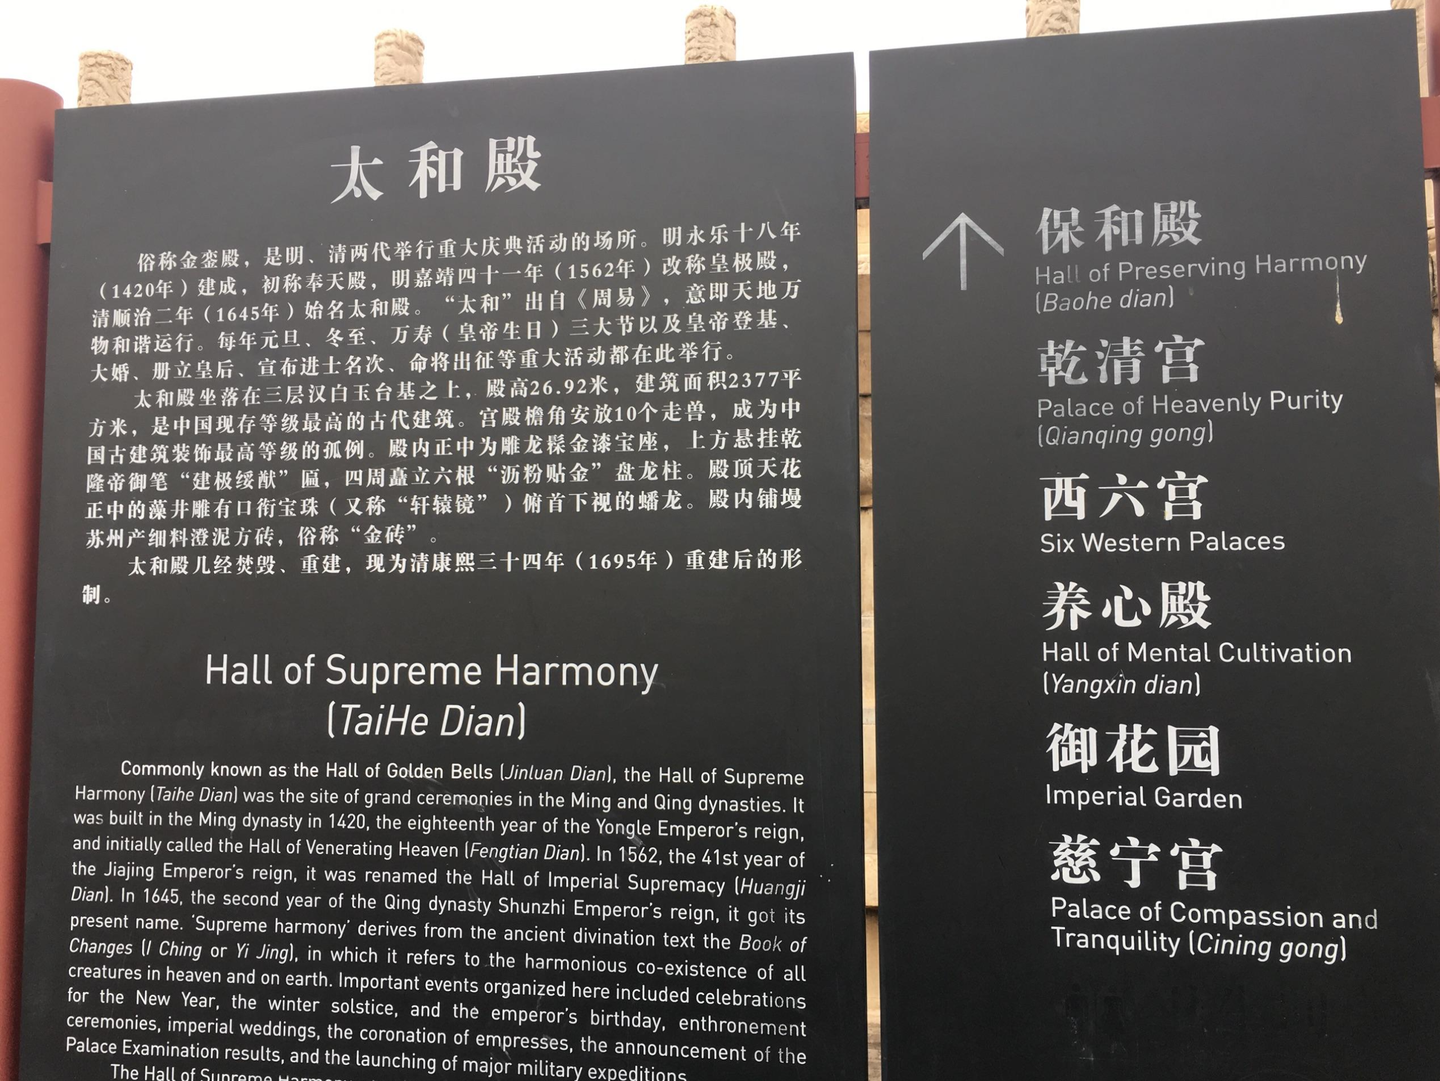 太和殿
俗称金銮殿，是明、清两代举行重大庆典活动的场所。明永乐十八年
（1420年）建成，初称奉天殿，明嘉靖四十一年（1562年）改称皇极殿，
清顺治二年（1645年）始名太和殿。“太和”出自《周易》，意即天地万
物和谐运行。每年元旦、冬至、万寿（皇帝生日）三大节以及皇帝登基、
大婚、册立皇后、宣布进士名次、命将出征等重大活动都在此举行。
太和殿坐落在三层汉白玉台基之上，殿高26.92米，建筑面积2377平
方米，是中国现存等级最高的古代建筑。宫殿檐角安放10个走兽，成为中
国古建筑装饰最高等级的孤例。殿内正中为雕龙髹金漆宝座，上方悬挂乾
隆帝御笔“建极绥猷”匾，四周矗立六根“沥粉贴金”盘龙柱。殿顶天花
正中的藻井雕有口衔宝珠（又称“轩辕镜”）俯首下视的蟠龙。殿内铺墁
苏州产细料澄泥方砖，俗称“金砖”。
太和殿几经焚毁、重建，现为清康熙三十四年（1695年）重建后的形
制。
Hall of Supreme Harmony
(TaiHe Dian)
Commonly known as the Hall of Golden Bells (Jinluan Dian), the Hall of Supreme
Harmony (Taihe Dian) was the site of grand ceremonies in the Ming and Qing dynasties. It
was built in the Ming dynasty in 1420, the eighteenth year of the Yongle Emperor's reign,
and initially called the Hall of Venerating Heaven (Fengtian Dian). In 1562, the 41st year of
the Jiajing Emperor's reign, it was renamed the Hall of Imperial Supremacy (Huangji
Dian). In 1645, the second year of the Qing dynasty Shunzhi Emperor's reign, it got its
present name. 'Supreme harmony' derives from the ancient divination text the Book of
Changes (I Ching or Yi Jing), in which it refers to the harmonious co-existence of all
creatures in heaven and on earth. Important events organized here included celebrations
for the New Year, the winter solstice, and the emperor's birthday, enthronement
ceremonies, imperial weddings, the coronation of empresses, the announcement of the
Palace Examination results, and the launching of major military expeditions.
The Hall of Supreme
保和殿
Hall of Preserving Harmony
(Baohe dian)
乾清宫
Palace of Heavenly Purity
(Qianqing gong)
西六宫
Six Western Palaces
养心殿
Hall of Mental Cultivation
(Yangxin dian)
御花园
Imperial Garden
慈宁宫
Palace of Compassion and
Tranquility (Cining gong)